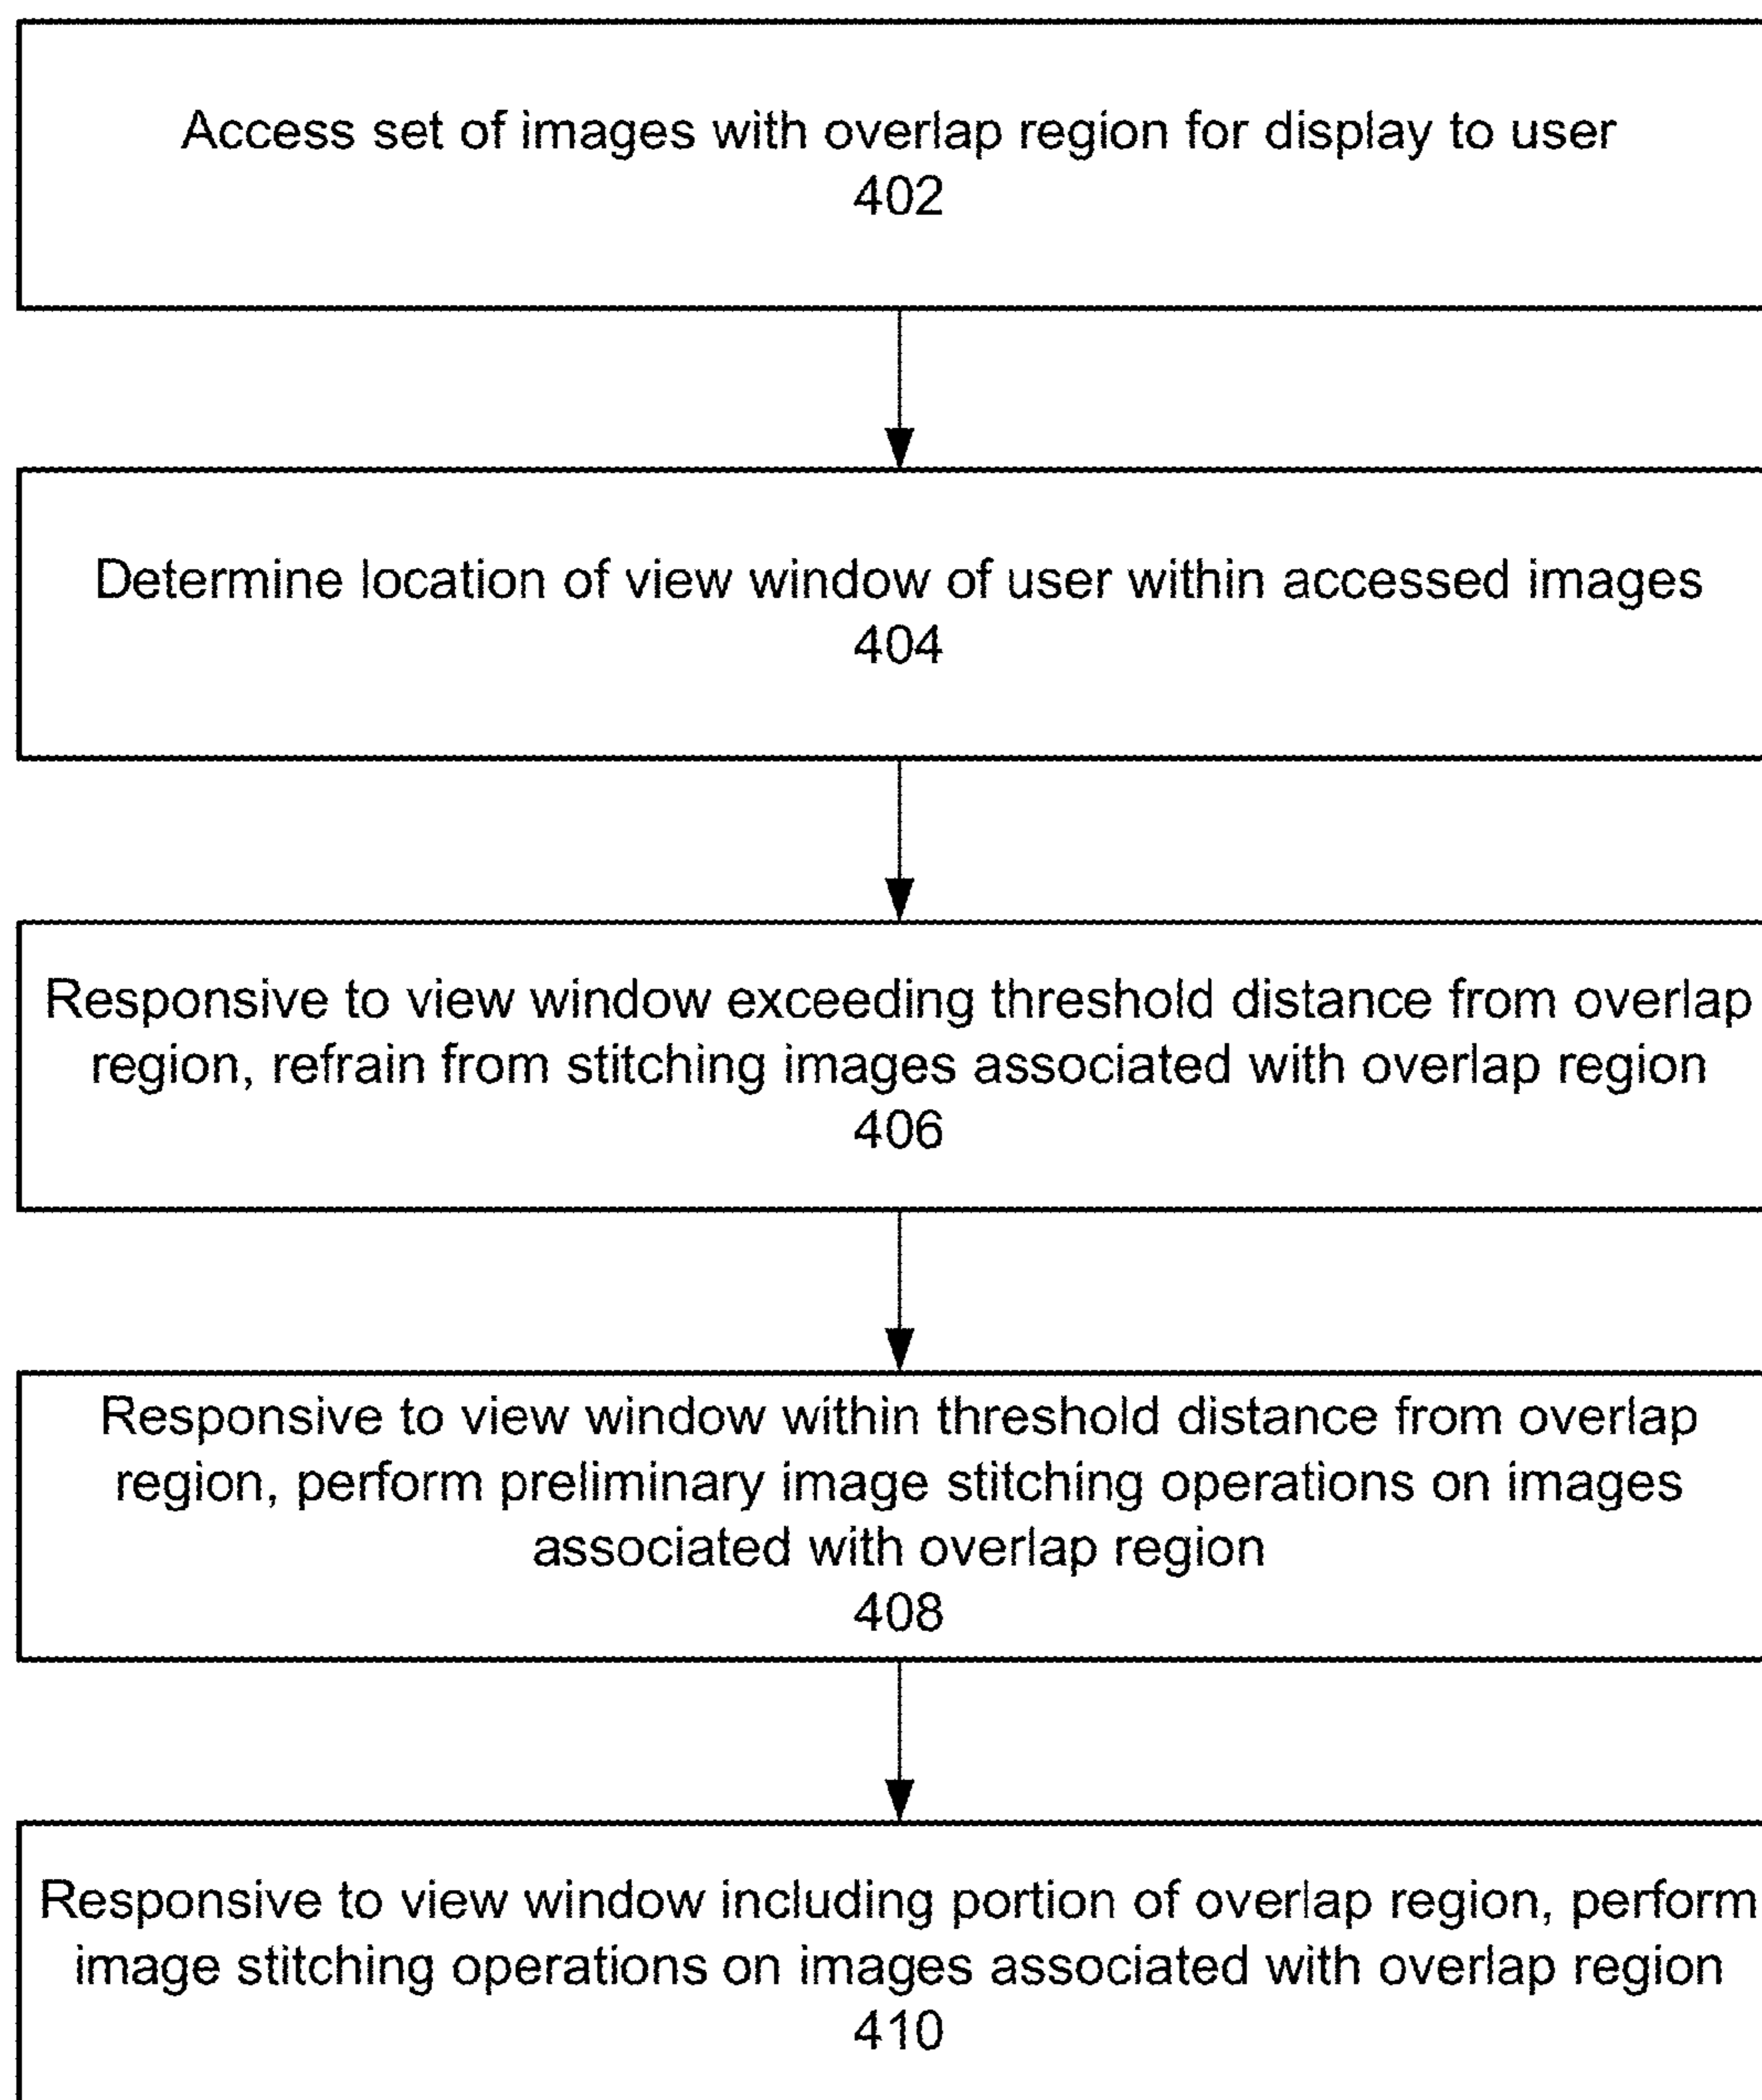 Access set of images with overlap region for display to user
402
Determine location of view window of user within accessed images
404
Responsive to view window exceeding threshold distance from overlap
region, refrain from stitching images associated with overlap region
406
Responsive to view window within threshold distance from overlap
region, perform preliminary image stitching operations on images
associated with overlap region
408
Responsive to view window including portion of overlap region, perform
image stitching operations on images associated with overlap region
410